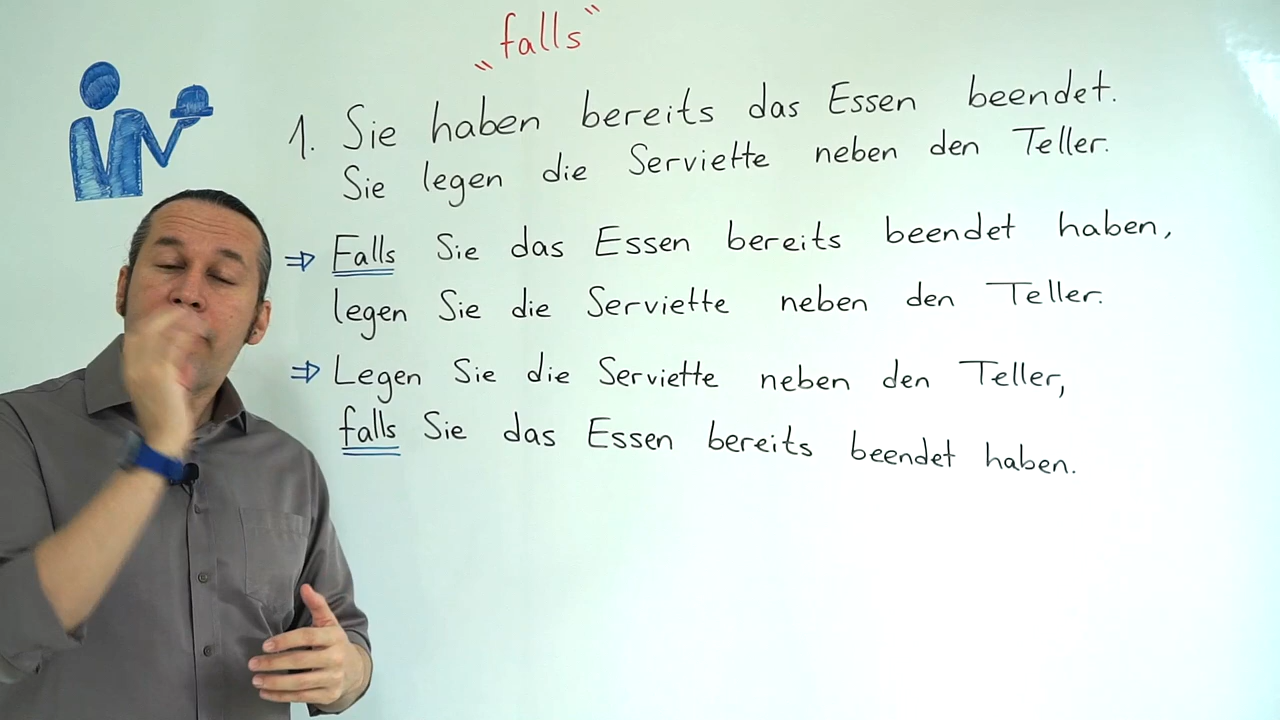 „falls“
1. Sie haben bereits das Essen beendet.
Sie legen die Serviette neben den Teller.
⇒ Falls Sie das Essen bereits beendet haben,
legen Sie die Serviette neben den Teller.
⇒ Legen Sie die Serviette neben den Teller,
falls Sie das Essen bereits beendet haben.